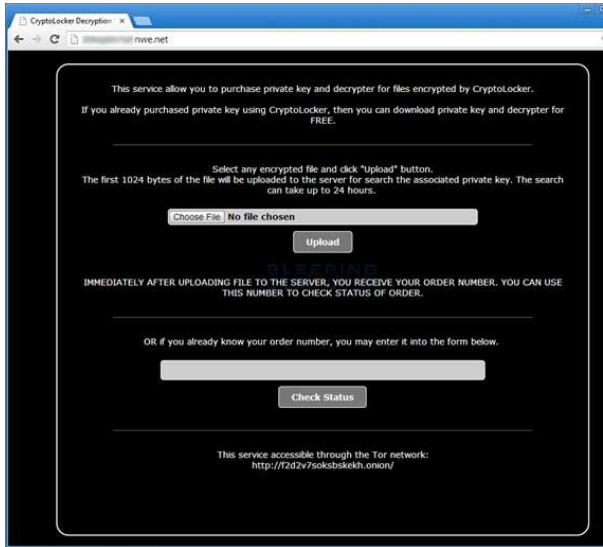 CryptoLocker Decryption
nwe.net
This service allow you to purchase private key and decrypter for files encrypted by CryptoLocker.
If you already purchased private key using CryptoLocker, then you can download private key and decrypter for
FREE.
Select any encrypted file and click "Upload" button.
The first 1024 bytes of the file will be uploaded to the server for search the associated private key. The search
can take up to 24 hours.
Choose File No file chosen
Upload
BLEEPING
IMMEDIATELY AFTER UPLOADING FILE TO THE SERVER, YOU RECEIVE YOUR ORDER NUMBER. YOU CAN USE
THIS NUMBER TO CHECK STATUS OF ORDER.
OR if you already know your order number, you may enter it into the form below.
Check Status
This service accessible through the Tor network:
http://f2d2v7soksbskekh.onion/